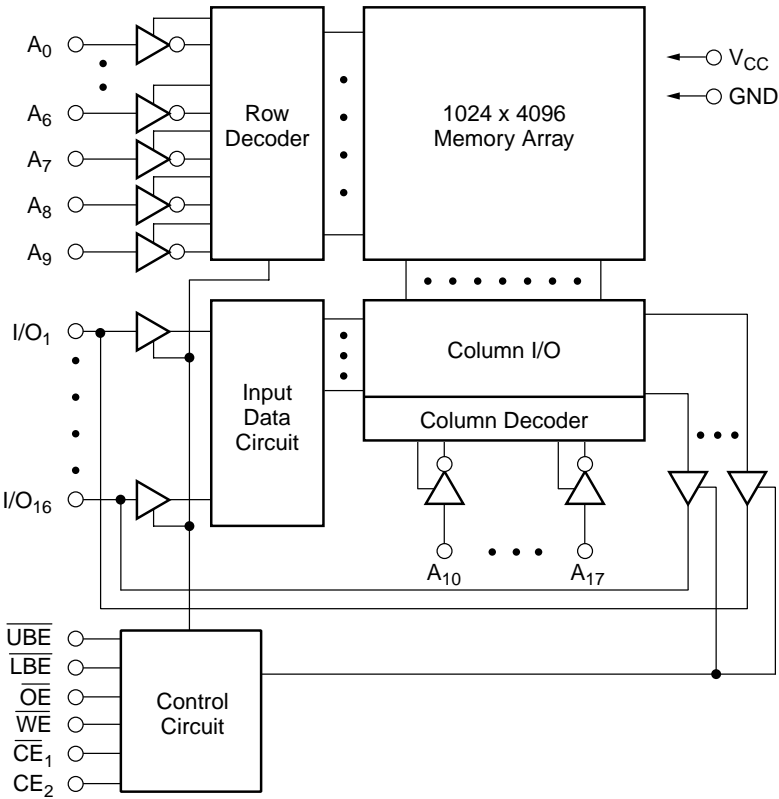 A0
A6
A7
A8
A9
Row
Decoder
1024 x 4096
Memory Array
VCC
GND
I/O1
I/O16
Input
Data
Circuit
Column I/O
Column Decoder
A10
A17
UBE
LBE
OE
WE
CE1
CE2
Control
Circuit